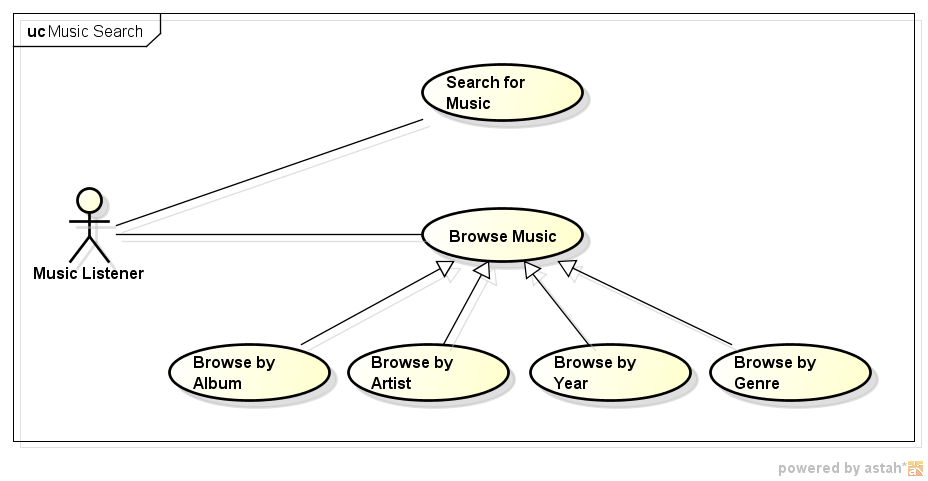 uc Music Search
Search for
Music
Music Listener
Browse Music
Browse by
Album
Browse by
Artist
Browse by
Year
Browse by
Genre
powered by astah*